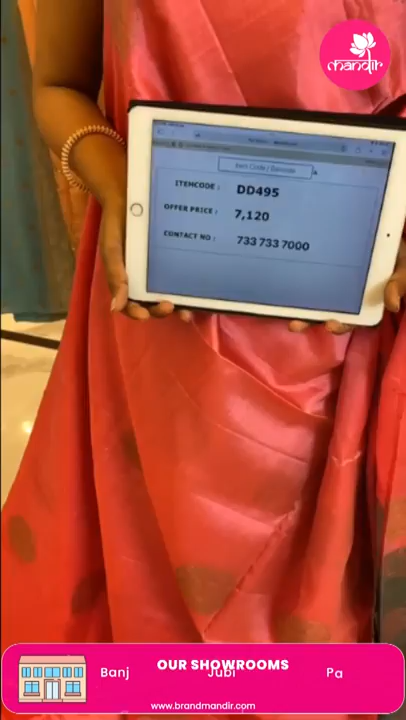 mandir
Item Code / Barcode
ITEMCODE : DD495
OFFER PRICE : 7,120
CONTACT NO : 733 733 7000
OUR SHOWROOMS
Banj Jubi Pa
www.brandmandir.com